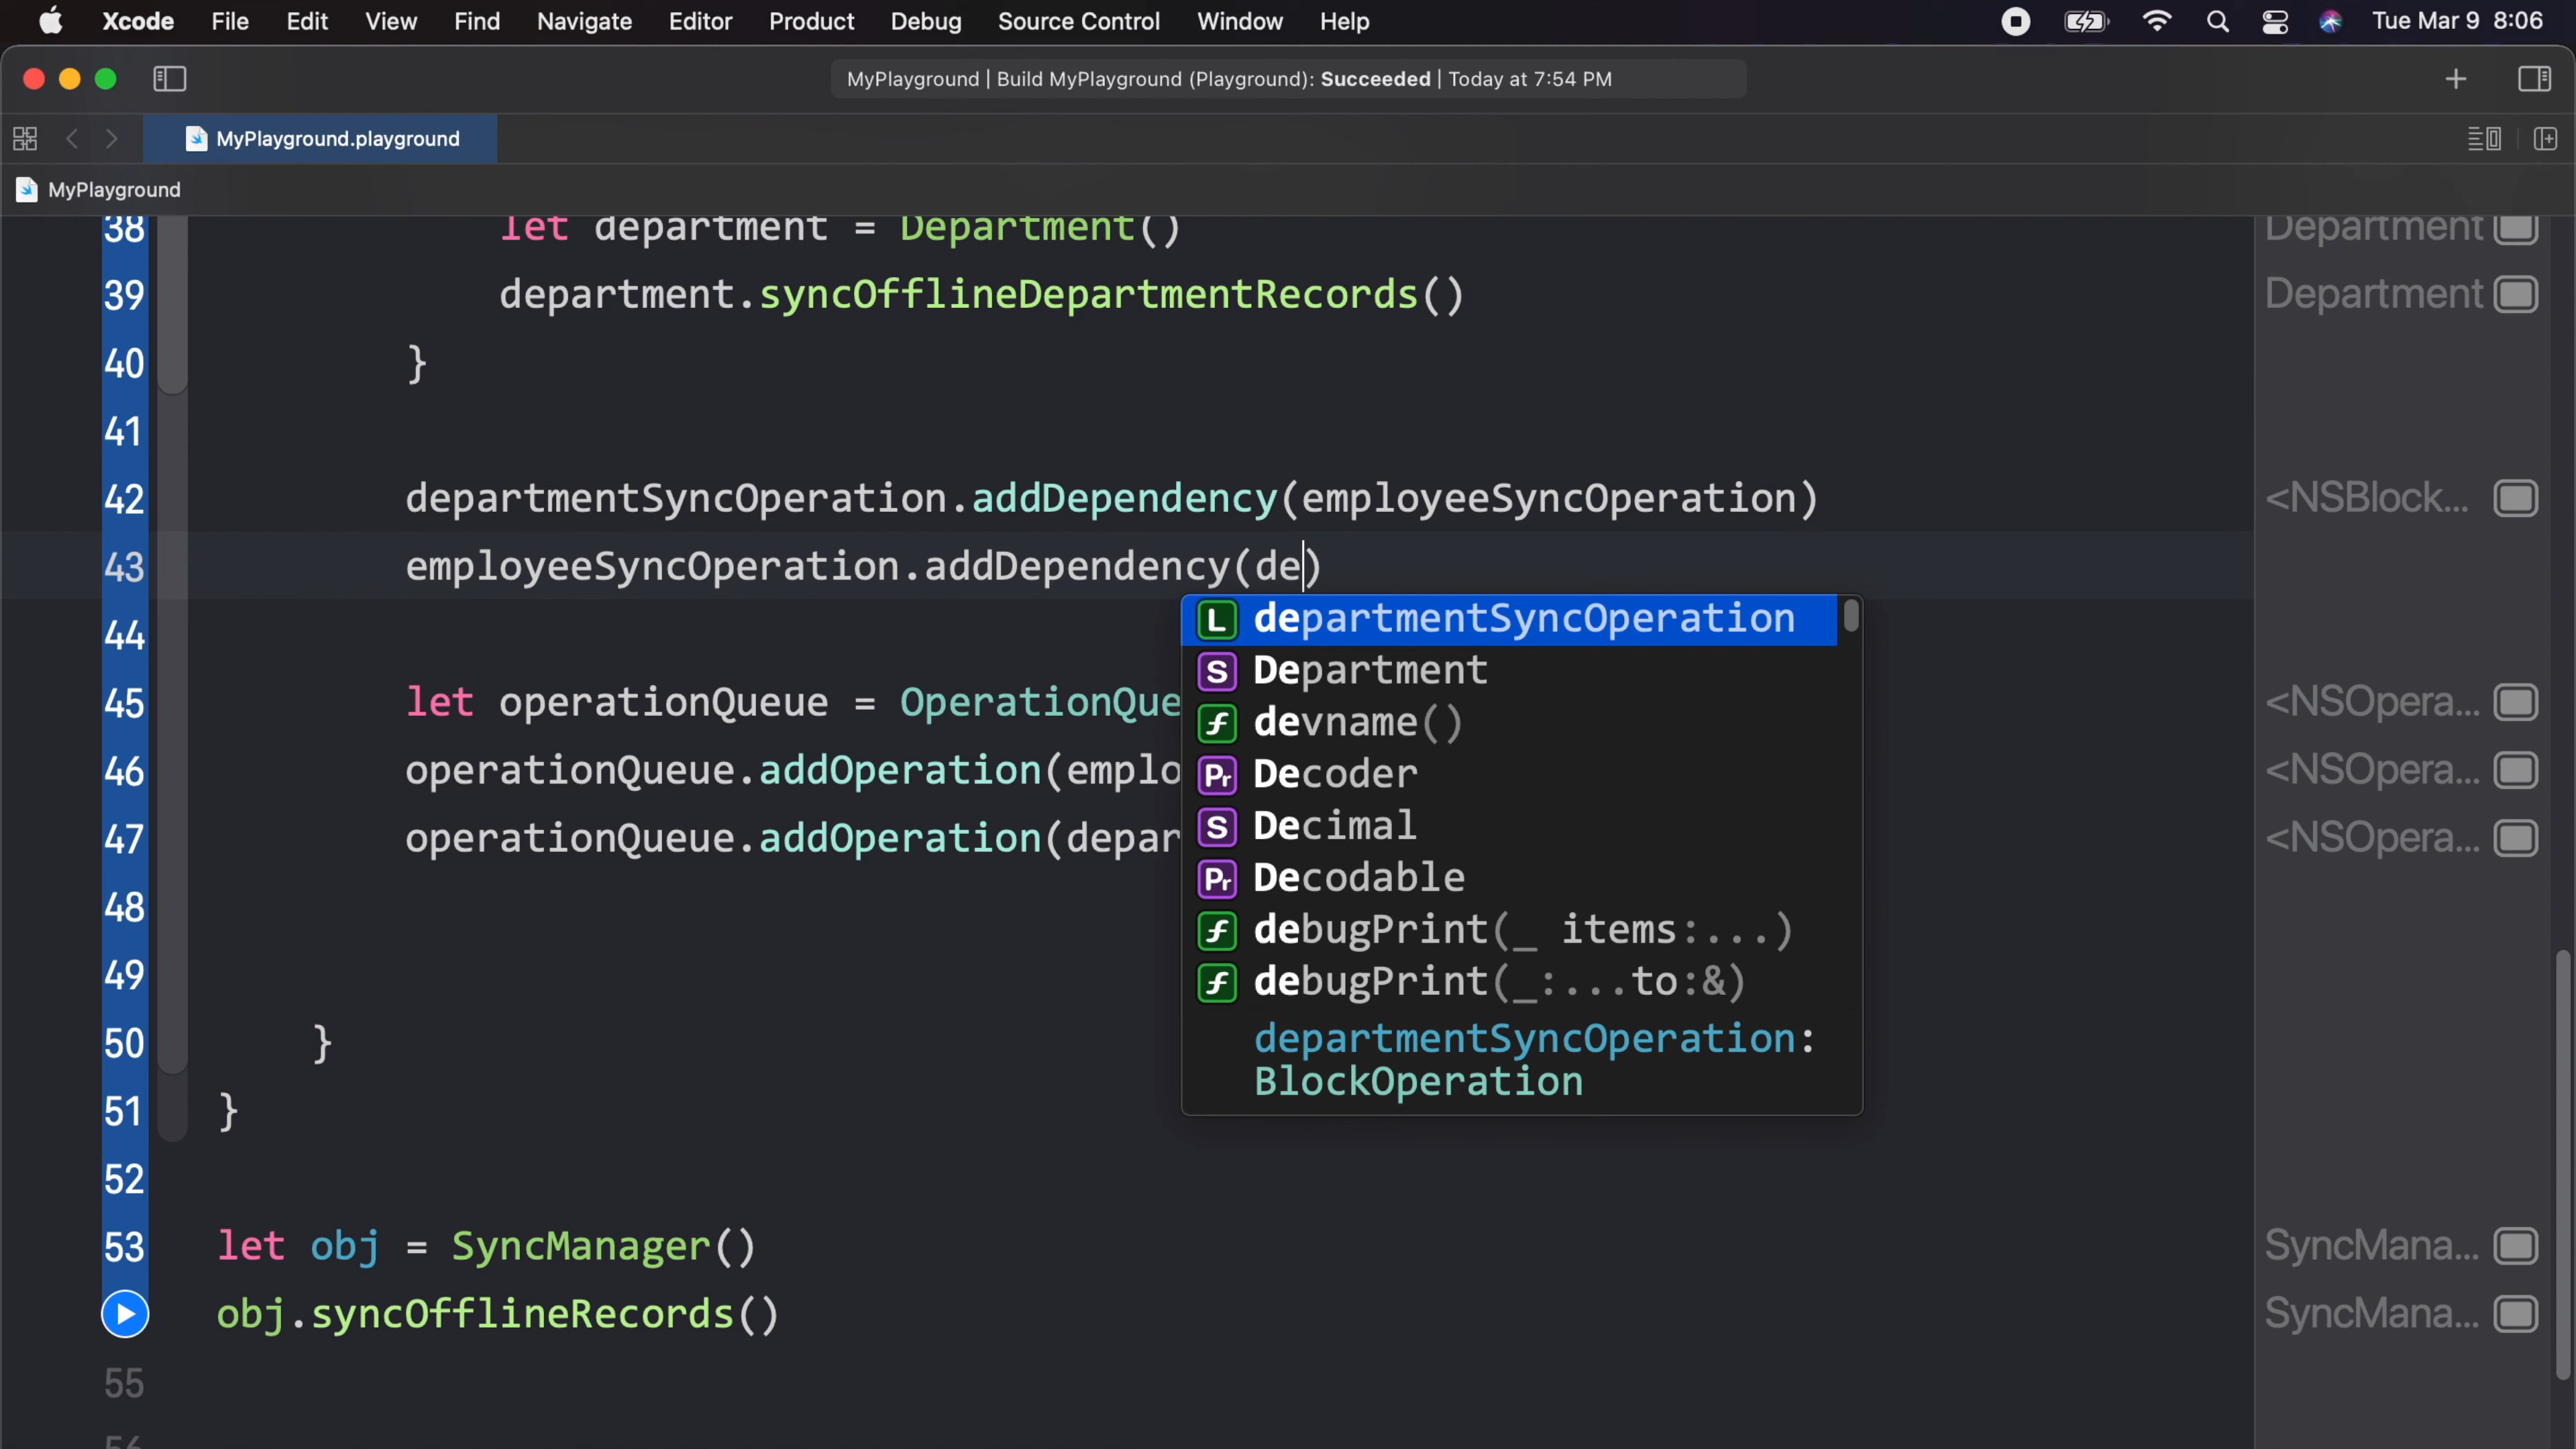 Xcode File Edit View Find Navigate Editor Product Debug Source Control Window Help Tue Mar 9 8:06
MyPlayground | Build MyPlayground (Playground): Succeeded | Today at 7:54 PM
MyPlayground.playground
MyPlayground
38 let department = Department() Department
39 department.syncOfflineDepartmentRecords() Department
40 }
41
42 departmentSyncOperation.addDependency(employeeSyncOperation) <NSBlock...
43 employeeSyncOperation.addDependency(de)
44
45 let operationQueue = OperationQue <NSOpera...
46 operationQueue.addOperation(emplo <NSOpera...
47 operationQueue.addOperation(depar <NSOpera...
48
49
50 }
51 }
52
53 let obj = SyncManager() SyncMana...
obj.syncOfflineRecords() SyncMana...
55
56
L departmentSyncOperation
S Department
f devname()
Pr Decoder
S Decimal
Pr Decodable
f debugPrint(_ items:...)
f debugPrint(_:...to:&)
departmentSyncOperation:
BlockOperation